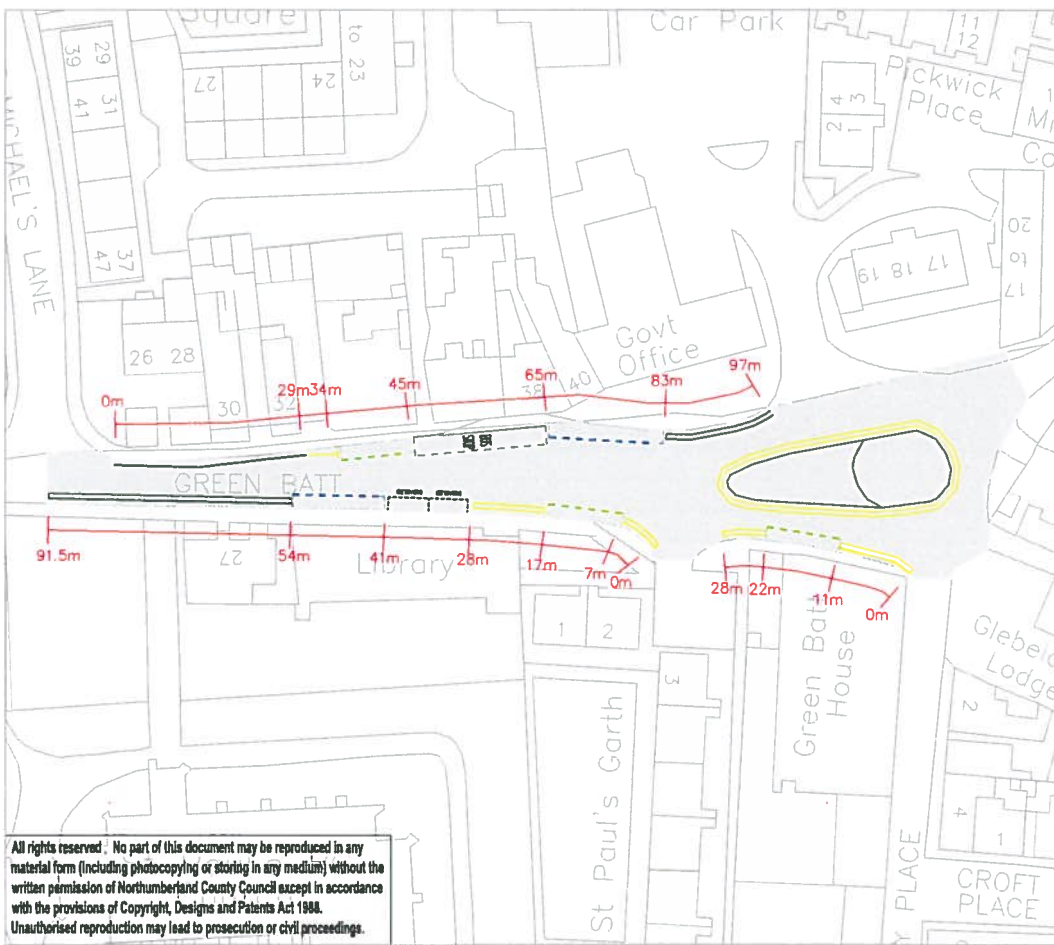 Square
Car Park
11
12
29
39
31
41
27
24
to 23
Pickwick
Place
2 4
1 3
MICHAEL'S LANE
37
47
20
to
17
19 18 17
Govt
Office
26 28
30
32
38
40
0m
29m
34m
45m
65m
83m
97m
GREEN BATT
91.5m
54m
41m
28m
17m
7m
0m
28m
22m
11m
0m
27
Library
1
2
3
Green Batt
House
Lodge
2
St Paul's Garth
4
1
PLACE
CROFT
PLACE
All rights reserved. No part of this document may be reproduced in any
material form (including photocopying or storing in any medium) without the
written permission of Northumberland County Council except in accordance
with the provisions of Copyright, Designs and Patents Act 1988.
Unauthorised reproduction may lead to prosecution or civil proceedings.